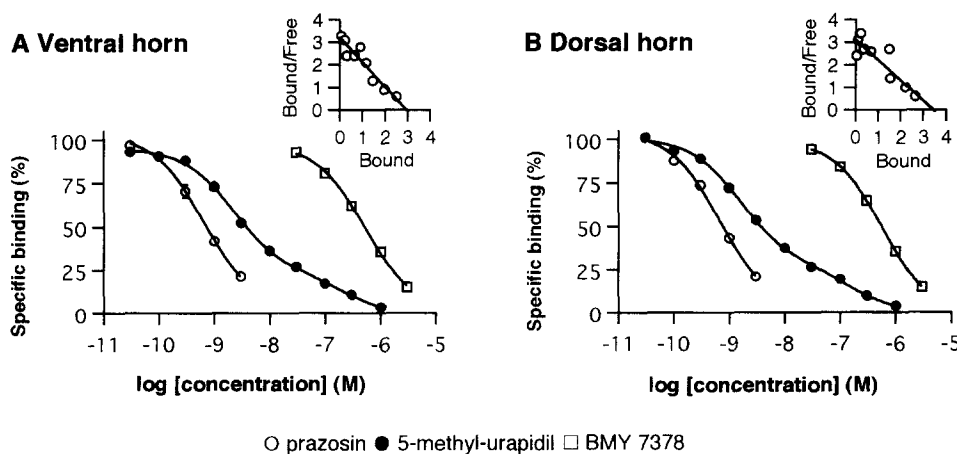 A Ventral horn
Bound/Free
4
3
2
1
0
0 1 2 3 4
Bound
Specific binding (%)
100
75
50
25
0
-11 -10 -9 -8 -7 -6 -5
log [concentration] (M)
B Dorsal horn
Bound/Free
4
3
2
1
0
0 1 2 3 4
Bound
Specific binding (%)
100
75
50
25
0
-11 -10 -9 -8 -7 -6 -5
log [concentration] (M)
○ prazosin ● 5-methyl-urapidil □ BMY 7378